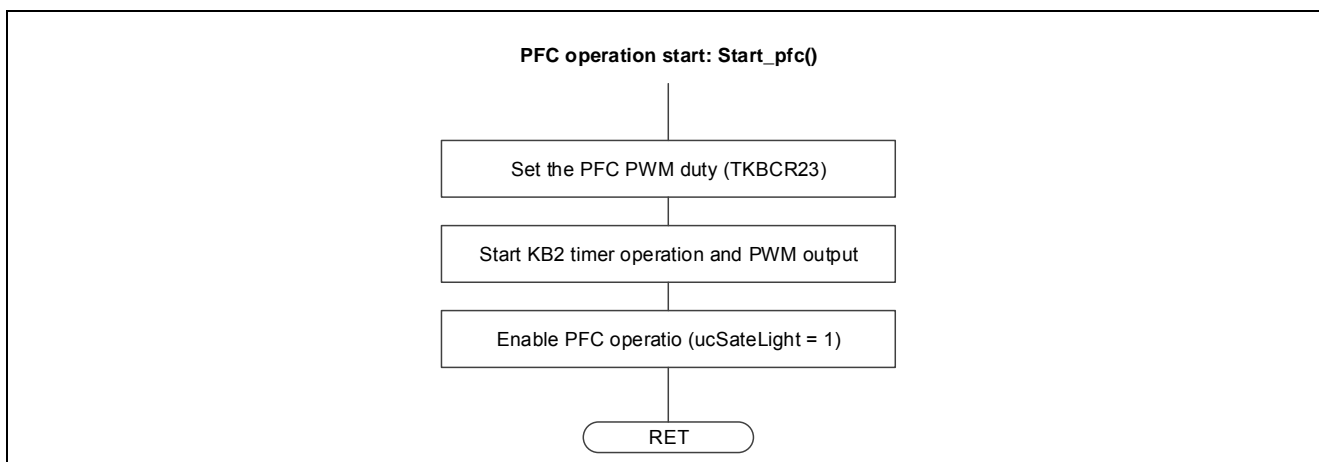 PFC operation start: Start_pfc()
Set the PFC PWM duty (TKBCR23)
Start KB2 timer operation and PWM output
Enable PFC operatio (ucSateLight = 1)
RET